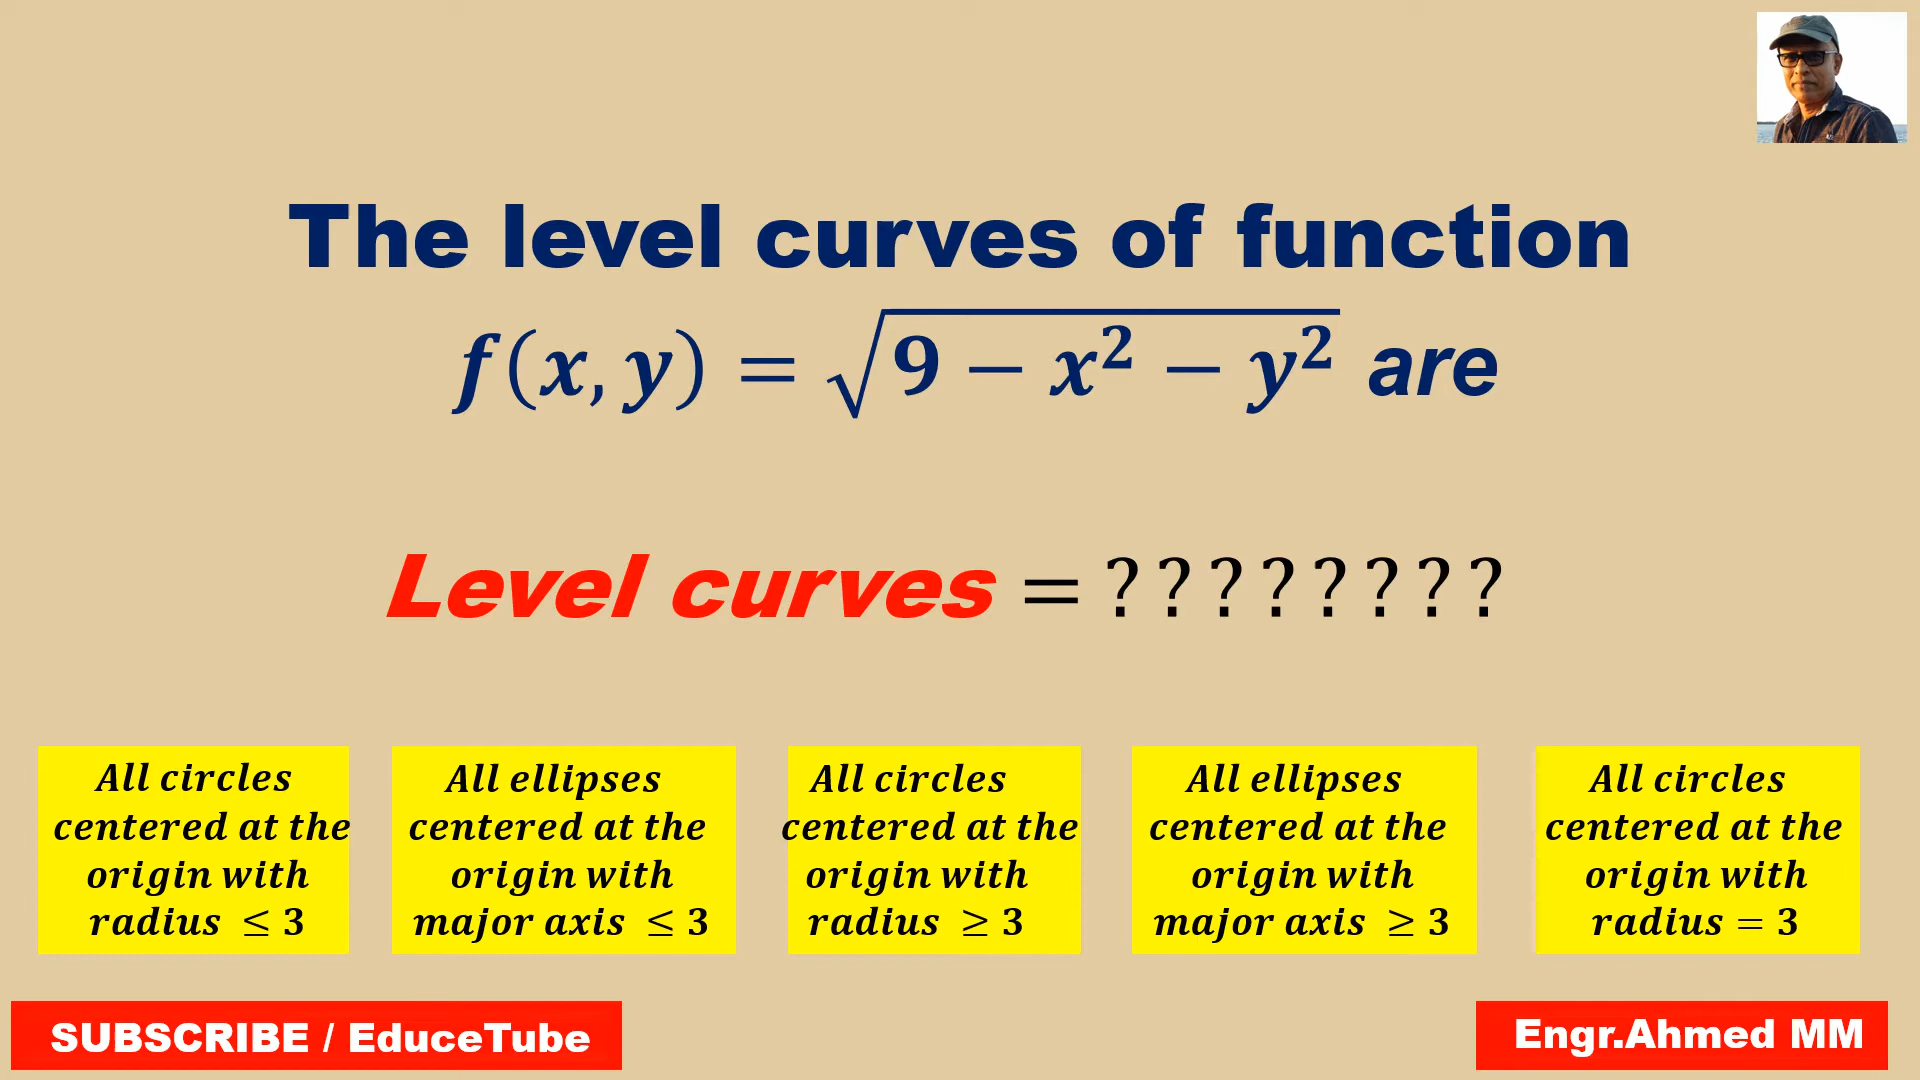 The level curves of function
f(x, y) = √9 − x² − y² are
Level curves = ? ? ? ? ? ? ? ?
All circles
centered at the
origin with
radius ≤ 3
All ellipses
centered at the
origin with
major axis ≤ 3
All circles
centered at the
origin with
radius ≥ 3
All ellipses
centered at the
origin with
major axis ≥ 3
All circles
centered at the
origin with
radius = 3
SUBSCRIBE / EduceTube
Engr.Ahmed MM